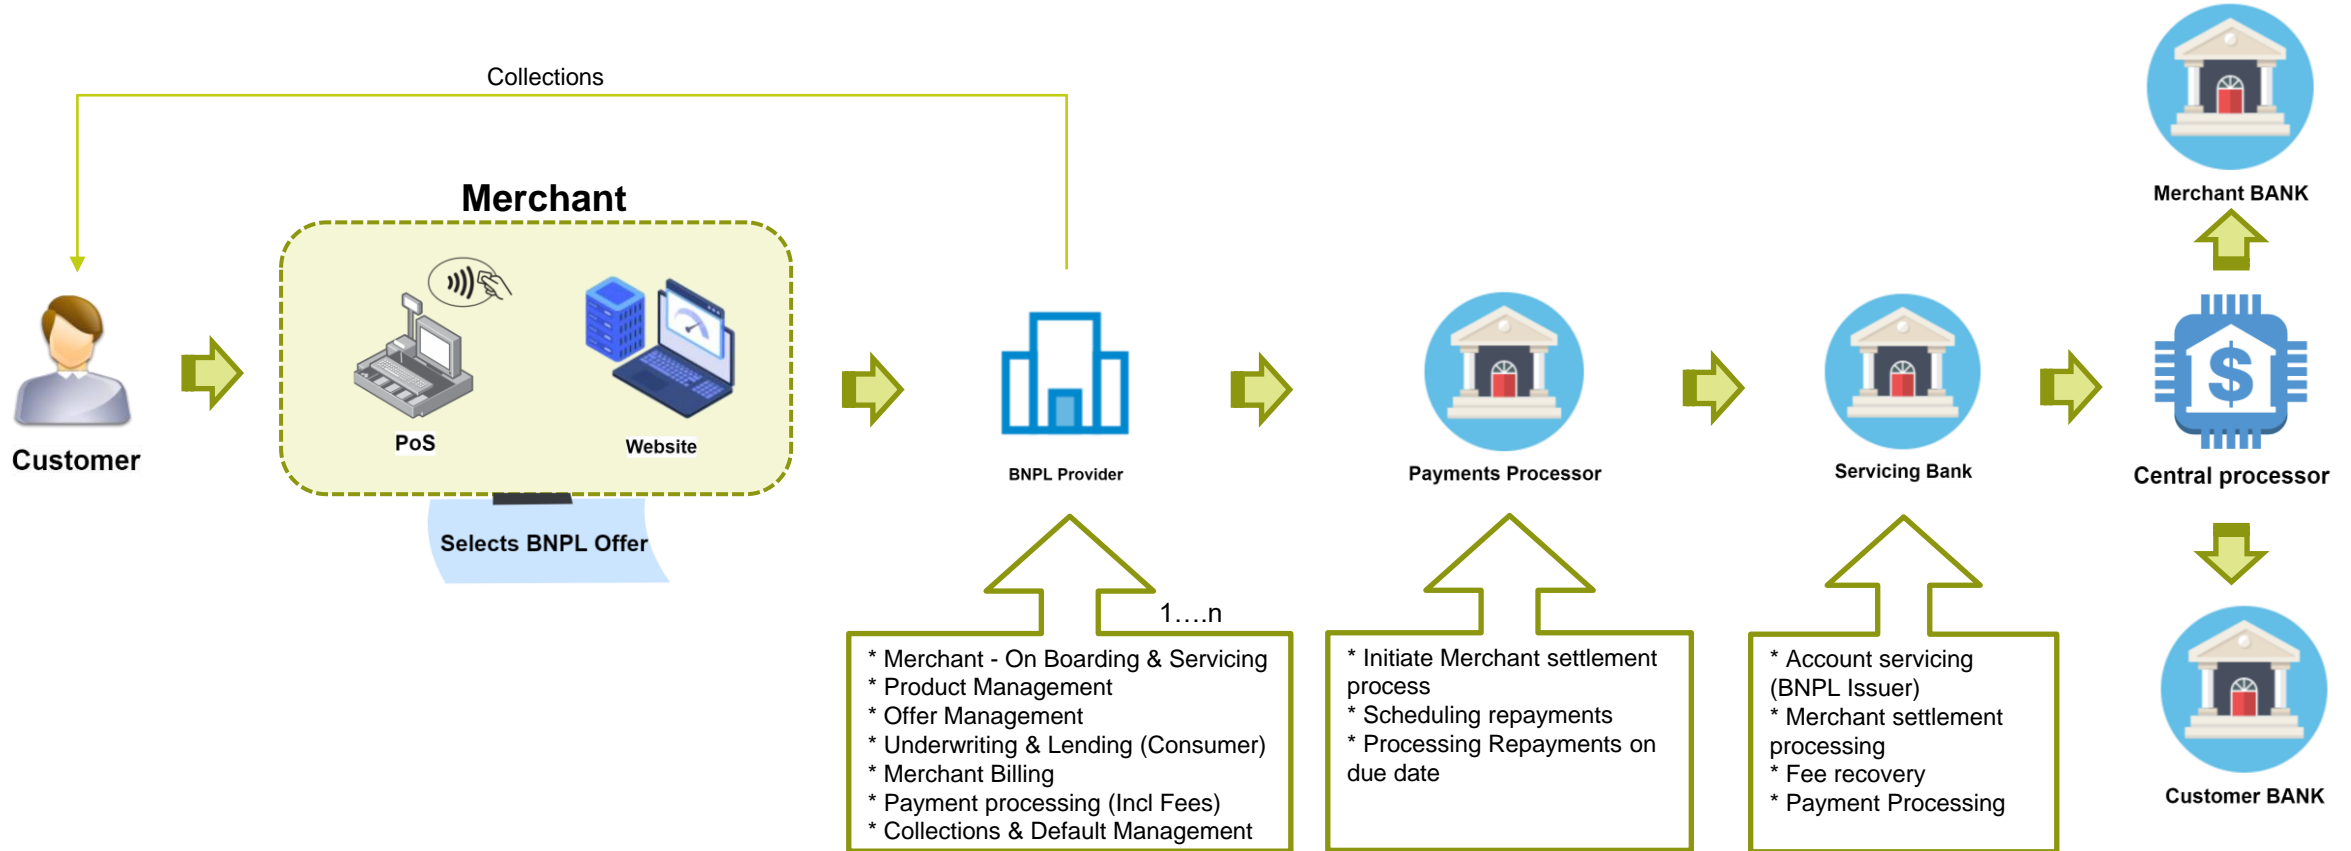 Collections
Merchant
PoS
Website
Selects BNPL Offer
Customer
BNPL Provider
Payments Processor
Servicing Bank
Central processor
Merchant BANK
Customer BANK
1....n
* Merchant - On Boarding & Servicing
* Product Management
* Offer Management
* Underwriting & Lending (Consumer)
* Merchant Billing
* Payment processing (Incl Fees)
* Collections & Default Management
* Initiate Merchant settlement
process
* Scheduling repayments
* Processing Repayments on
due date
* Account servicing
(BNPL Issuer)
* Merchant settlement
processing
* Fee recovery
* Payment Processing
$